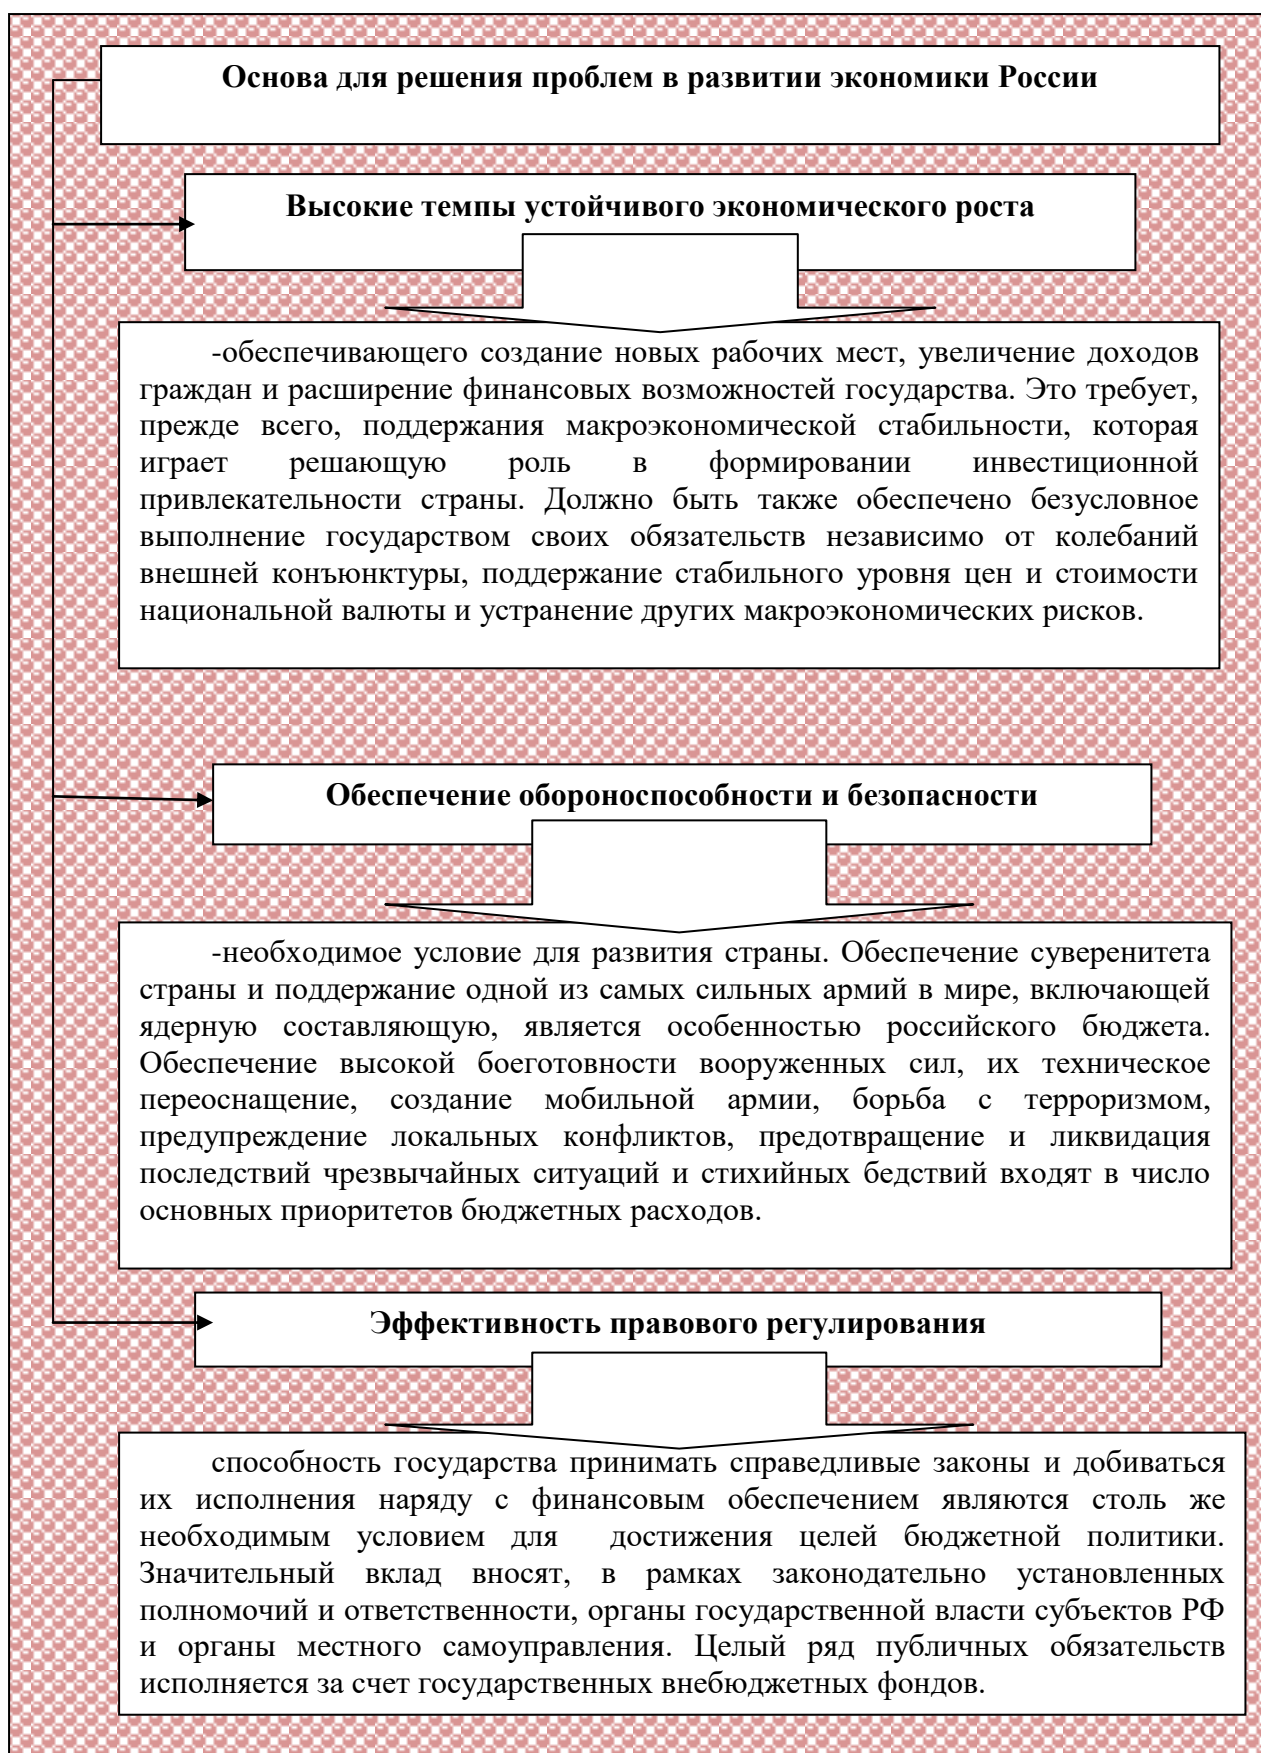 Основа для решения проблем в развитии экономики России
Высокие темпы устойчивого экономического роста
-обеспечивающего создание новых рабочих мест, увеличение доходов
граждан и расширение финансовых возможностей государства. Это требует,
прежде всего, поддержания макроэкономической стабильности, которая
играет решающую роль в формировании инвестиционной
привлекательности страны. Должно быть также обеспечено безусловное
выполнение государством своих обязательств независимо от колебаний
внешней конъюнктуры, поддержание стабильного уровня цен и стоимости
национальной валюты и устранение других макроэкономических рисков.
Обеспечение обороноспособности и безопасности
-необходимое условие для развития страны. Обеспечение суверенитета
страны и поддержание одной из самых сильных армий в мире, включающей
ядерную составляющую, является особенностью российского бюджета.
Обеспечение высокой боеготовности вооруженных сил, их техническое
переоснащение, создание мобильной армии, борьба с терроризмом,
предупреждение локальных конфликтов, предотвращение и ликвидация
последствий чрезвычайных ситуаций и стихийных бедствий входят в число
основных приоритетов бюджетных расходов.
Эффективность правового регулирования
способность государства принимать справедливые законы и добиваться
их исполнения наряду с финансовым обеспечением являются столь же
необходимым условием для достижения целей бюджетной политики.
Значительный вклад вносят, в рамках законодательно установленных
полномочий и ответственности, органы государственной власти субъектов РФ
и органы местного самоуправления. Целый ряд публичных обязательств
исполняется за счет государственных внебюджетных фондов.